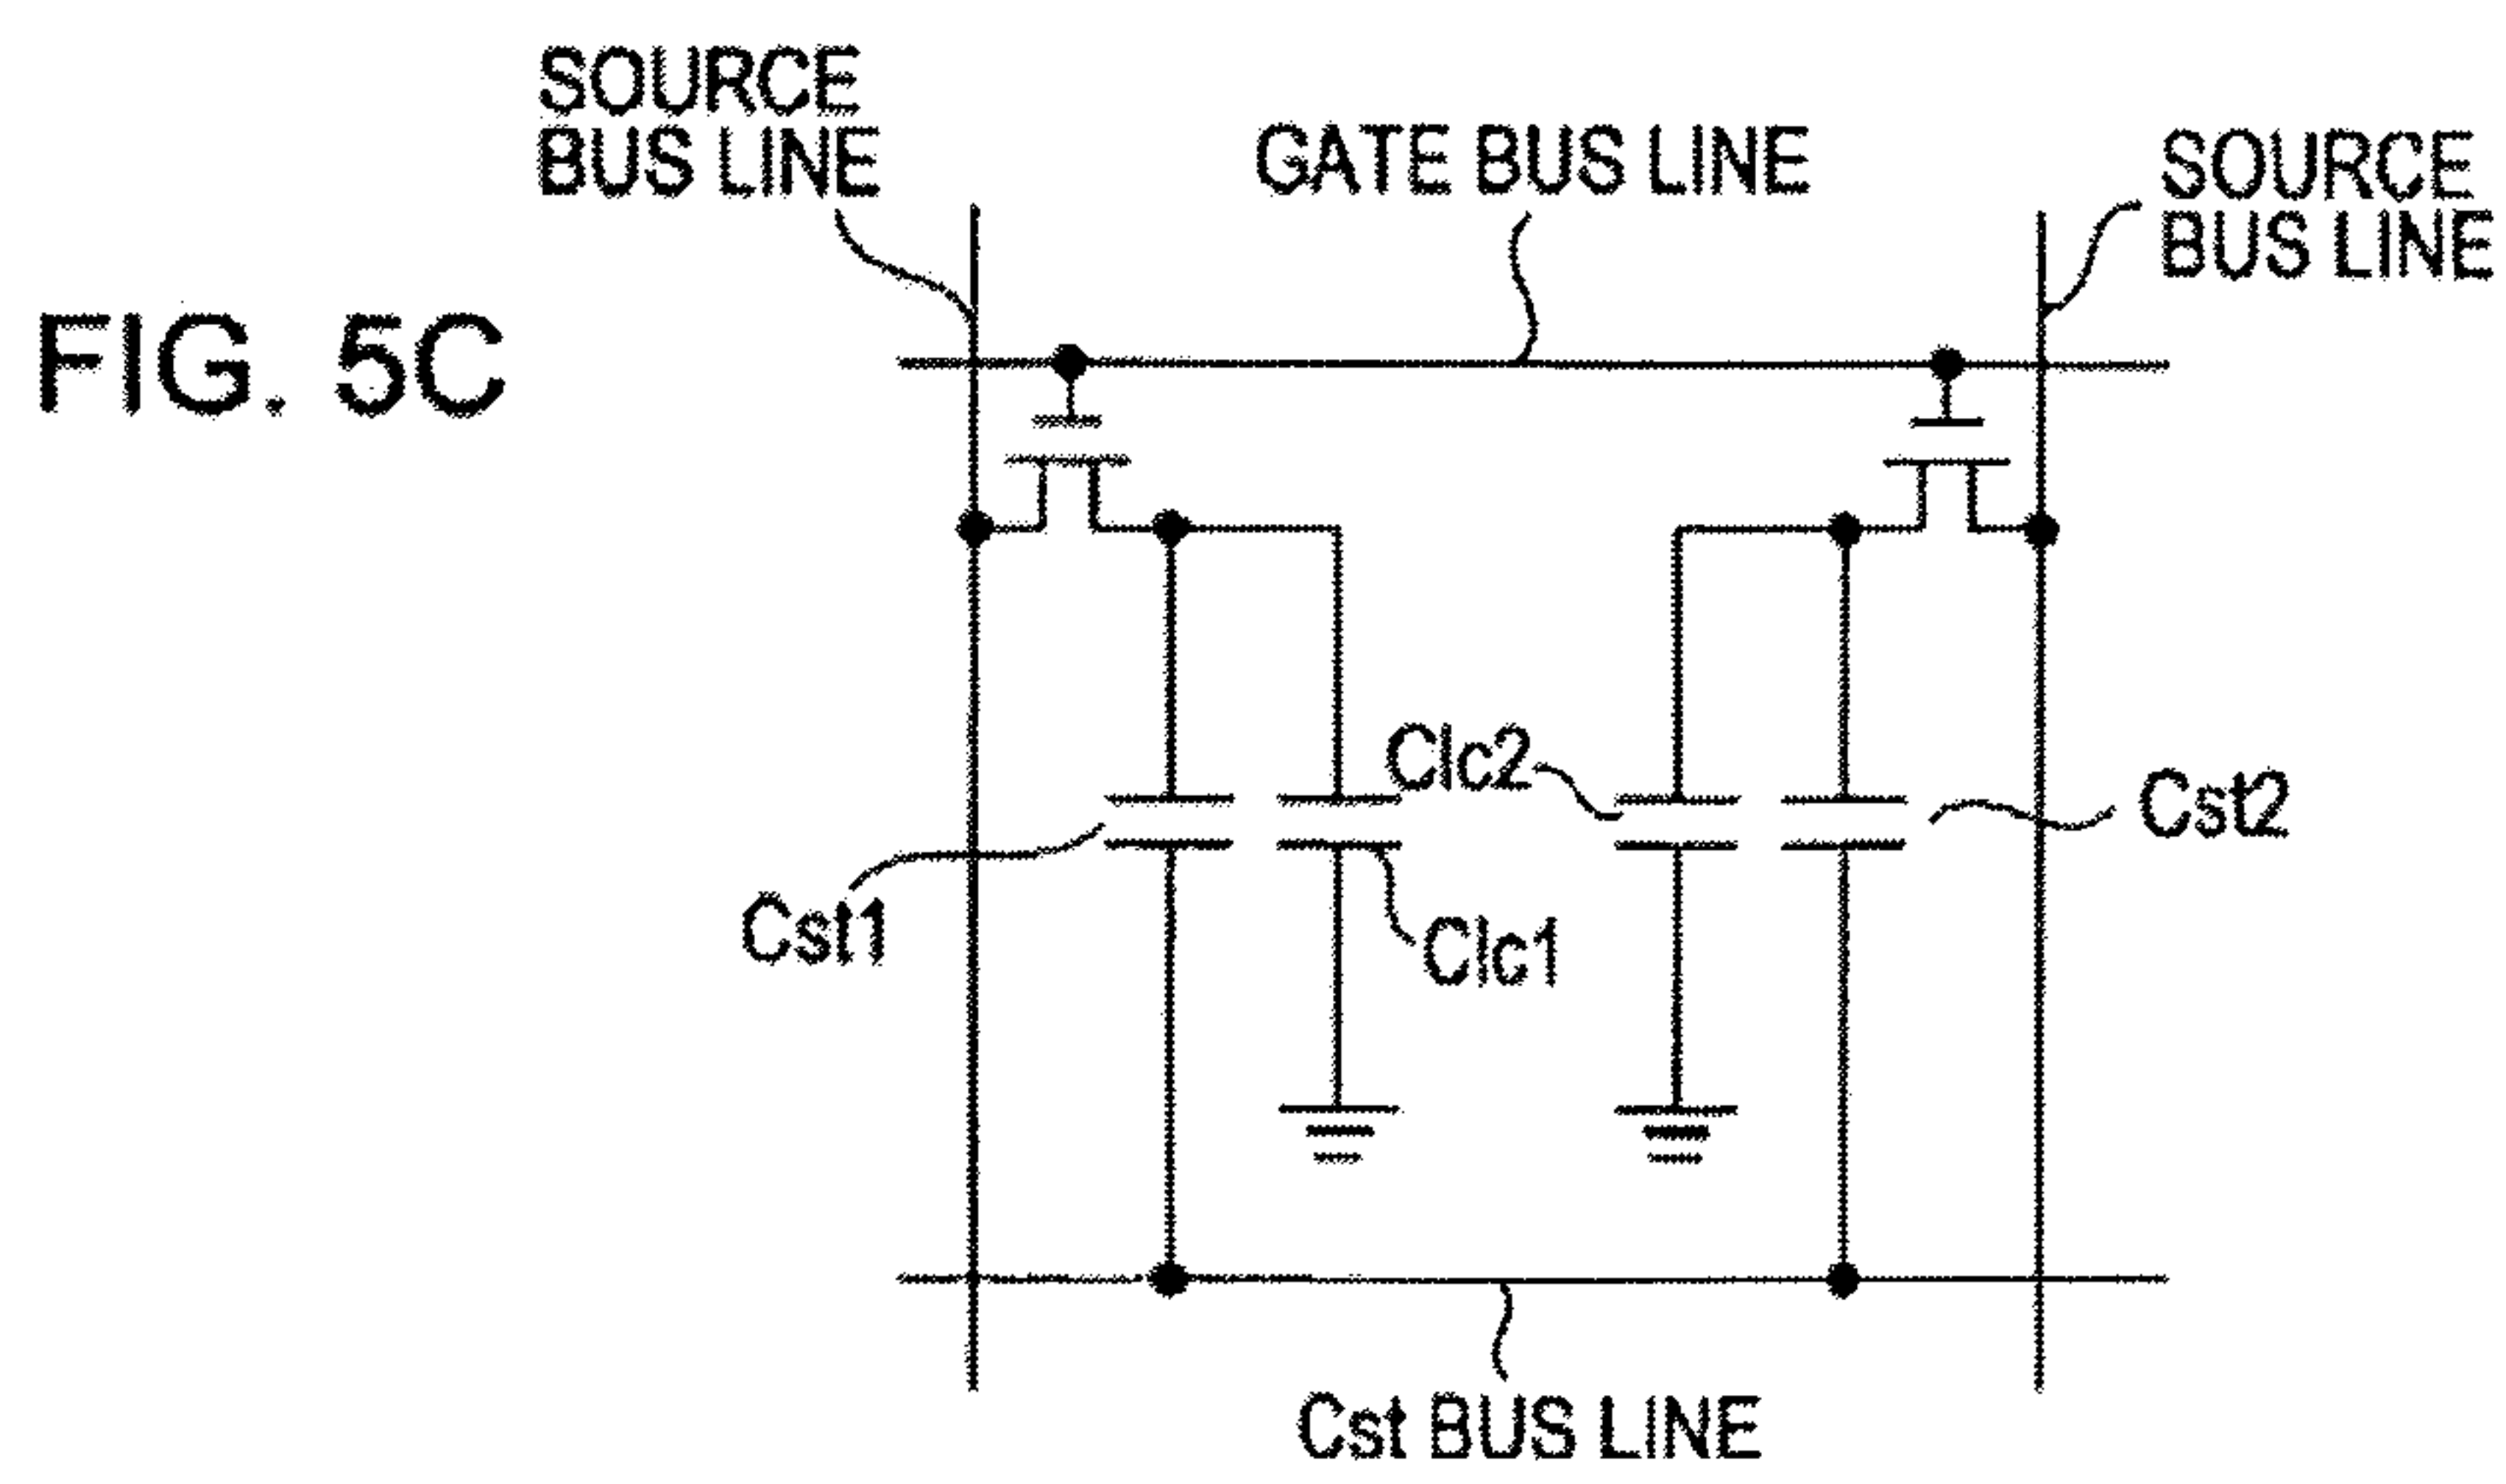 SOURCE
BUS LINE
GATE BUS LINE
SOURCE
BUS LINE
FIG. 5C
Clc2
Cst2
Cst1
Clc1
Cst BUS LINE